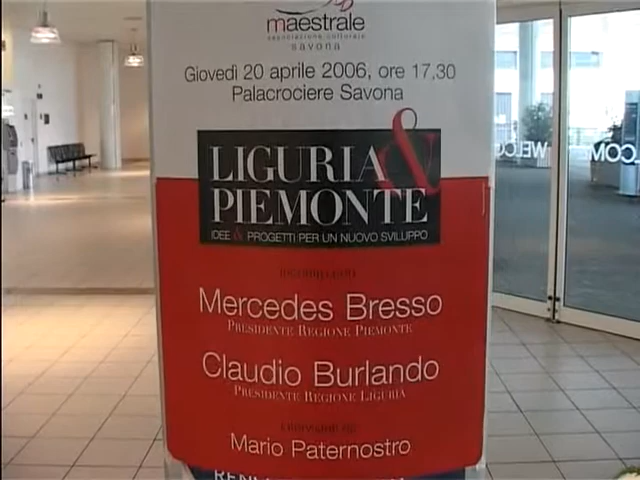 maestrale
associazione culturale
savona
Giovedì 20 aprile 2006, ore 17,30
Palacrociere Savona
LIGURIA &
PIEMONTE
IDEE & PROGETTI PER UN NUOVO SVILUPPO
Mercedes Bresso
PRESIDENTE REGIONE PIEMONTE
Claudio Burlando
PRESIDENTE REGIONE LIGURIA
Mario Paternostro